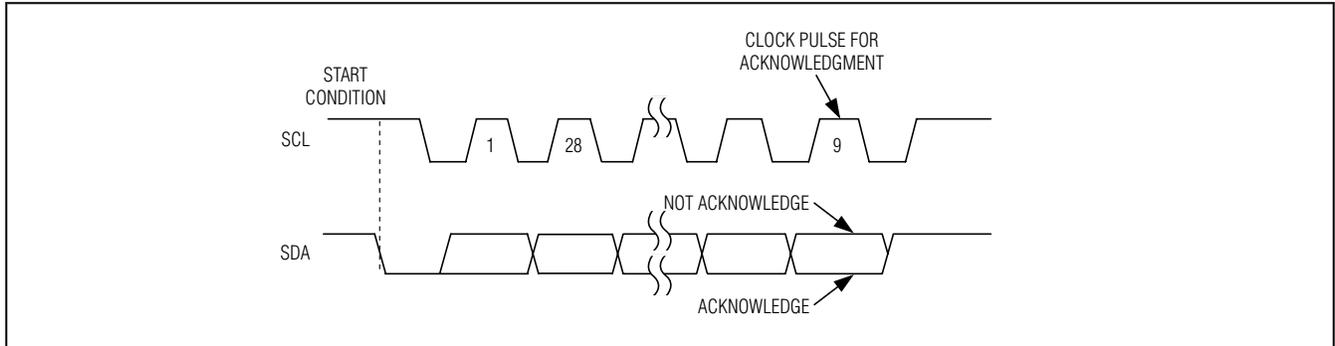 CLOCK PULSE FOR
ACKNOWLEDGMENT
START
CONDITION
SCL
1
28
9
NOT ACKNOWLEDGE
SDA
ACKNOWLEDGE